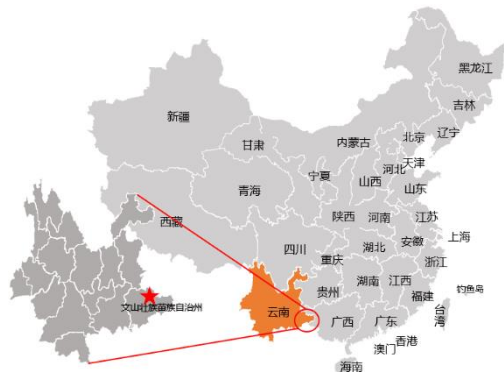 黑龙江
吉林
辽宁
新疆
内蒙古
北京
甘肃
天津
河北
宁夏
山西
山东
青海
陕西
河南
江苏
西藏
四川
湖北
安徽
上海
重庆
浙江
湖南
江西
钓鱼岛
贵州
福建
台湾
文山壮族苗族自治州
云南
广西
广东
香港
澳门
海南